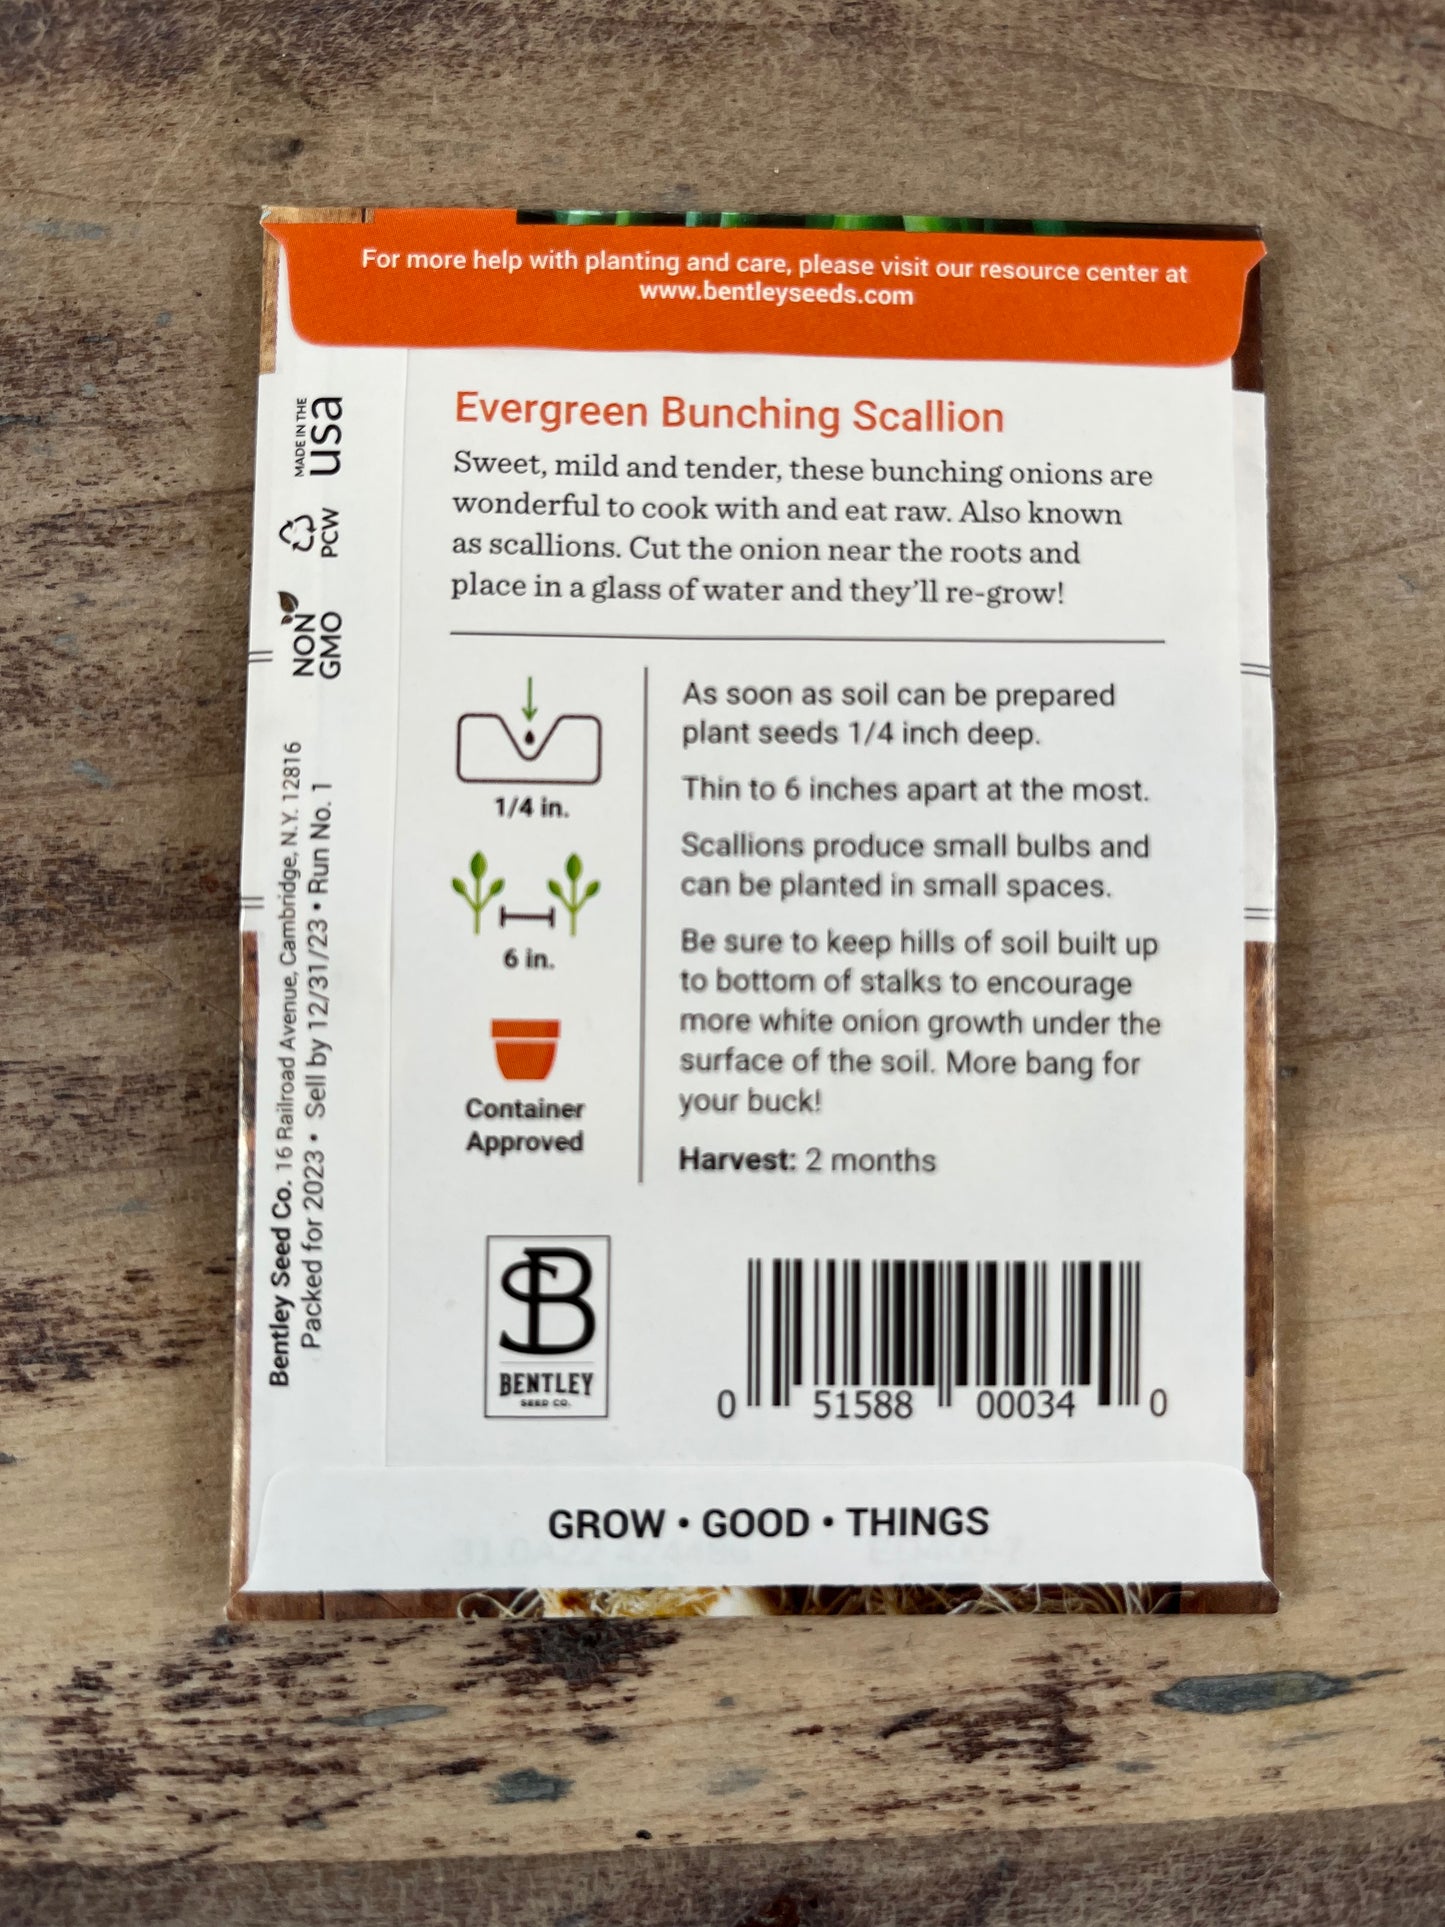 For more help with planting and care, please visit our resource center at
www.bentleyseeds.com
MADE IN THE
usa
PCW
NON
GMO
Bentley Seed Co. 16 Railroad Avenue, Cambridge, N.Y. 12816
Packed for 2023 • Sell by 12/31/23 • Run No. 1
Evergreen Bunching Scallion
Sweet, mild and tender, these bunching onions are
wonderful to cook with and eat raw. Also known
as scallions. Cut the onion near the roots and
place in a glass of water and they'll re-grow!
1/4 in.
6 in.
Container
Approved
As soon as soil can be prepared
plant seeds 1/4 inch deep.
Thin to 6 inches apart at the most.
Scallions produce small bulbs and
can be planted in small spaces.
Be sure to keep hills of soil built up
to bottom of stalks to encourage
more white onion growth under the
surface of the soil. More bang for
your buck!
Harvest: 2 months
SB
BENTLEY
SEED CO.
0 51588 00034 0
GROW • GOOD • THINGS